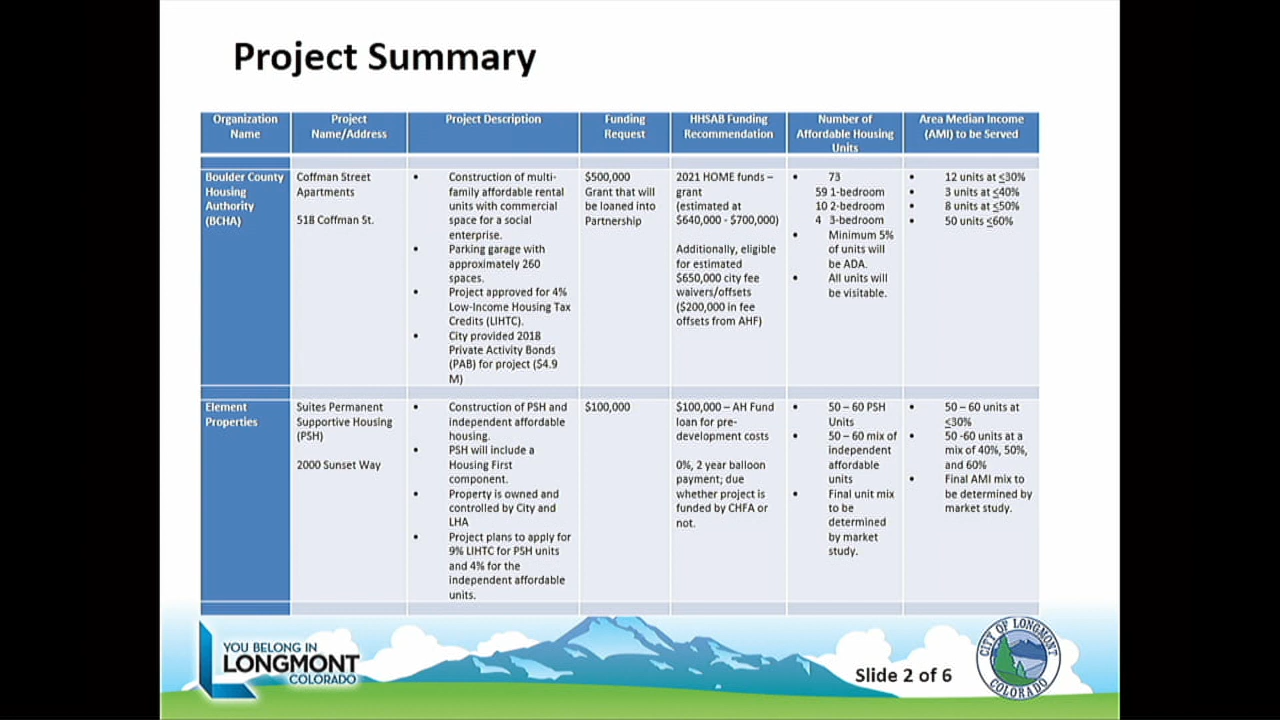 Project Summary
Organization
Name
Project
Name/Address
Project Description
Funding
Request
HHSAB Funding
Recommendation
Number of
Affordable Housing
Units
Area Median Income
(AMI) to be Served
Boulder County
Housing
Authority
(BCHA)
Coffman Street
Apartments
518 Coffman St.
• Construction of multi-
family affordable rental
units with commercial
space for a social
enterprise.
• Parking garage with
approximately 260
spaces.
• Project approved for 4%
Low-Income Housing Tax
Credits (LIHTC).
• City provided 2018
Private Activity Bonds
(PAB) for project ($4.9
M)
$500,000
Grant that will
be loaned into
Partnership
2021 HOME funds –
grant
(estimated at
$640,000 - $700,000)
Additionally, eligible
for estimated
$650,000 city fee
waivers/offsets
($200,000 in fee
offsets from AHF)
• 73
59 1-bedroom
10 2-bedroom
4 3-bedroom
• Minimum 5%
of units will
be ADA.
• All units will
be visitable.
• 12 units at ≤30%
• 3 units at ≤40%
• 8 units at ≤50%
• 50 units ≤60%
Element
Properties
Suites Permanent
Supportive Housing
(PSH)
2000 Sunset Way
• Construction of PSH and
independent affordable
housing.
• PSH will include a
Housing First
component.
• Property is owned and
controlled by City and
LHA
• Project plans to apply for
9% LIHTC for PSH units
and 4% for the
independent affordable
units.
$100,000
$100,000 – AH Fund
loan for pre-
development costs
0%, 2 year balloon
payment; due
whether project is
funded by CHFA or
not.
• 50 – 60 PSH
Units
• 50 – 60 mix of
independent
affordable
units
• Final unit mix
to be
determined
by market
study.
• 50 – 60 units at
≤30%
• 50 -60 units at a
mix of 40%, 50%,
and 60%
• Final AMI mix to
be determined by
market study.
YOU BELONG IN
LONGMONT
COLORADO
Slide 2 of 6
CITY OF LONGMONT
COLORADO